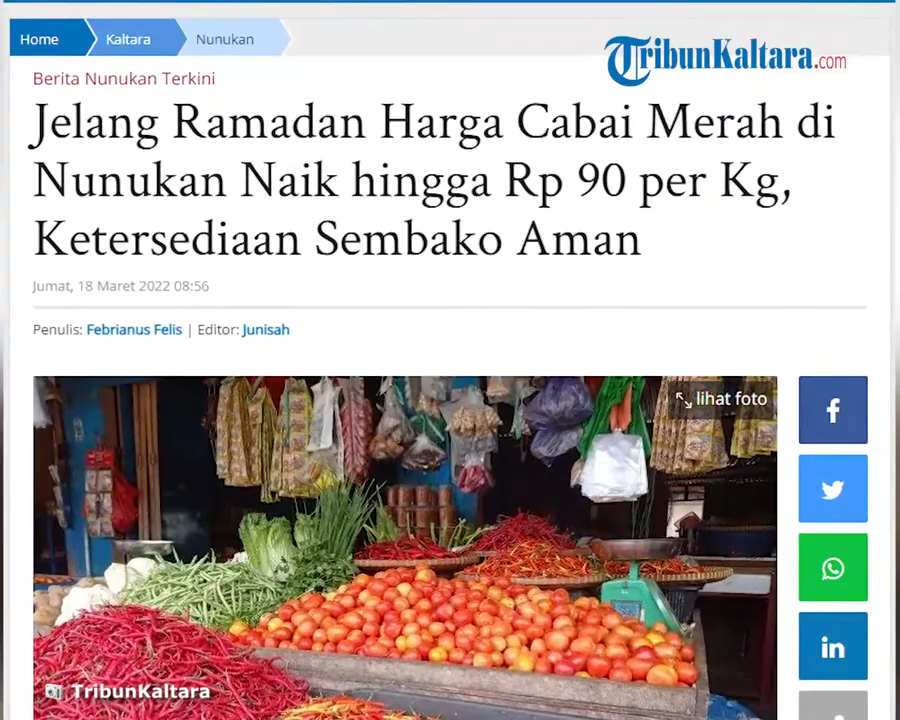 Home Kaltara Nunukan
TribunKaltara.com
Berita Nunukan Terkini
Jelang Ramadan Harga Cabai Merah di
Nunukan Naik hingga Rp 90 per Kg,
Ketersediaan Sembako Aman
Jumat, 18 Maret 2022 08:56
Penulis: Febrianus Felis | Editor: Junisah
lihat foto
f
in
TribunKaltara